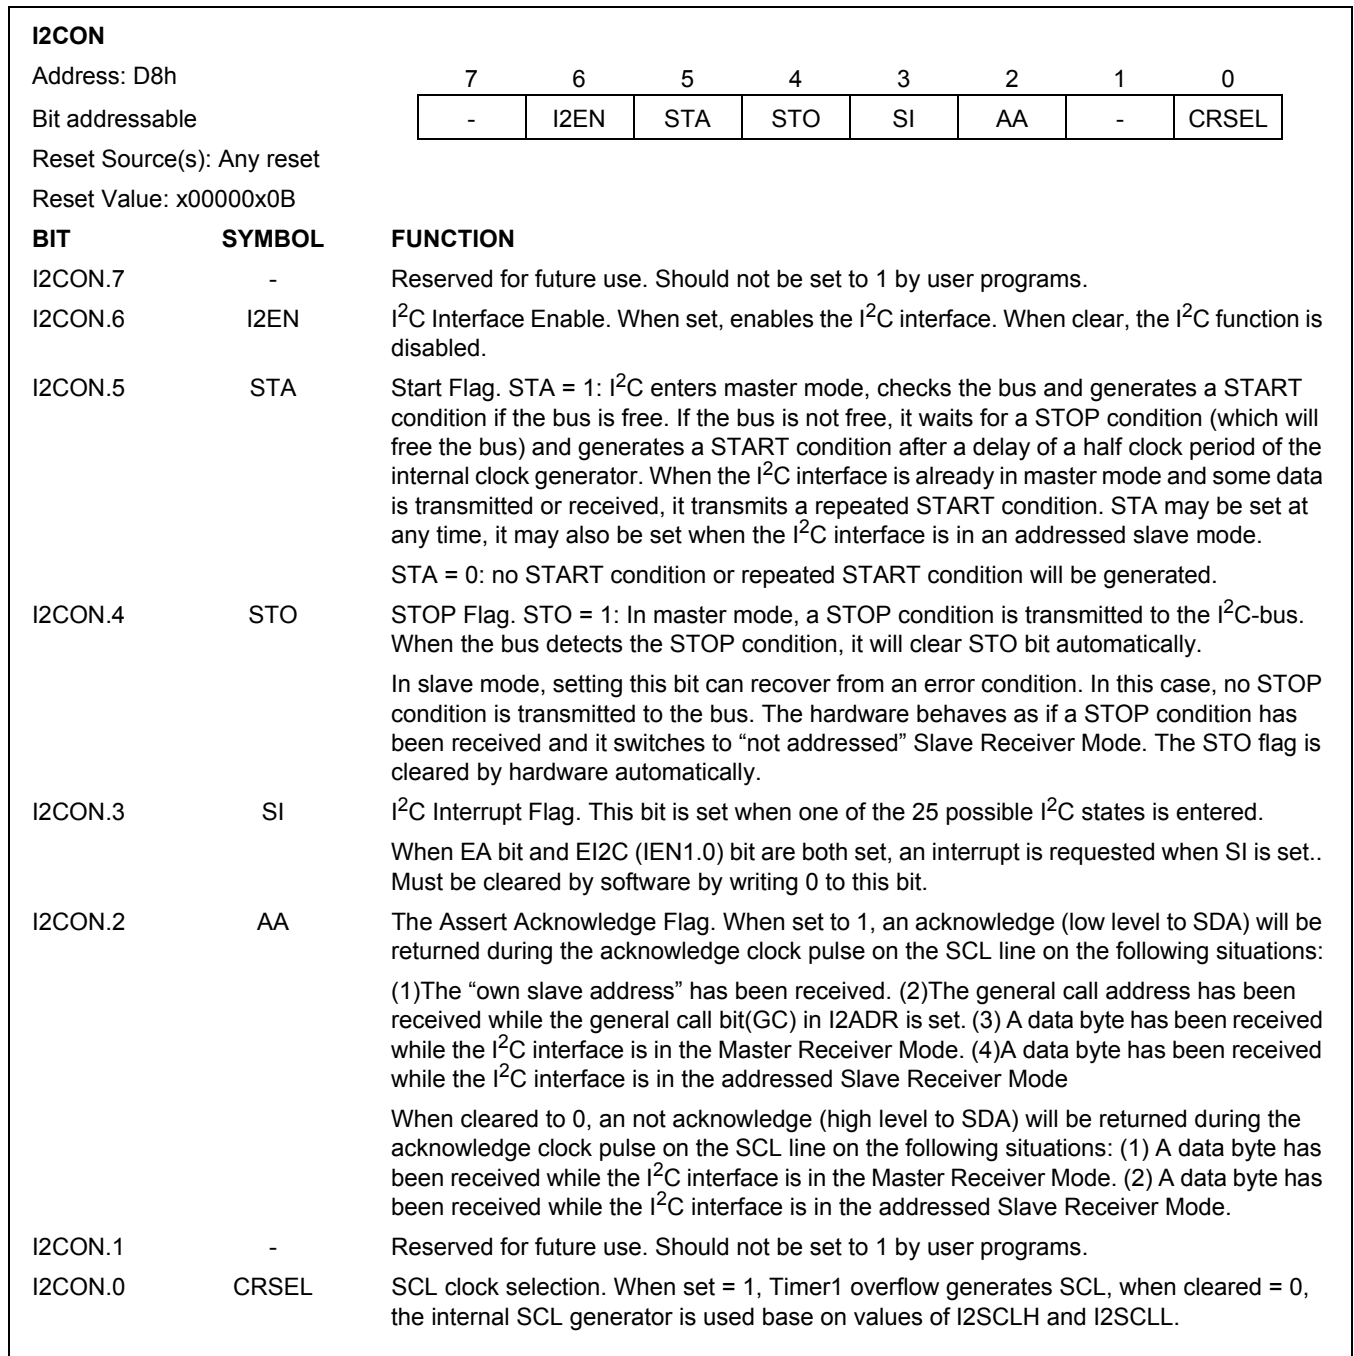 I2CON
Address: D8h 7 6 5 4 3 2 1 0
Bit addressable - I2EN STA STO SI AA - CRSEL
Reset Source(s): Any reset
Reset Value: x00000x0B
BIT SYMBOL FUNCTION
I2CON.7 - Reserved for future use. Should not be set to 1 by user programs.
I2CON.6 I2EN I²C Interface Enable. When set, enables the I²C interface. When clear, the I²C function is
disabled.
I2CON.5 STA Start Flag. STA = 1: I²C enters master mode, checks the bus and generates a START
condition if the bus is free. If the bus is not free, it waits for a STOP condition (which will
free the bus) and generates a START condition after a delay of a half clock period of the
internal clock generator. When the I²C interface is already in master mode and some data
is transmitted or received, it transmits a repeated START condition. STA may be set at
any time, it may also be set when the I²C interface is in an addressed slave mode.
STA = 0: no START condition or repeated START condition will be generated.
I2CON.4 STO STOP Flag. STO = 1: In master mode, a STOP condition is transmitted to the I²C-bus.
When the bus detects the STOP condition, it will clear STO bit automatically.
In slave mode, setting this bit can recover from an error condition. In this case, no STOP
condition is transmitted to the bus. The hardware behaves as if a STOP condition has
been received and it switches to “not addressed” Slave Receiver Mode. The STO flag is
cleared by hardware automatically.
I2CON.3 SI I²C Interrupt Flag. This bit is set when one of the 25 possible I²C states is entered.
When EA bit and EI2C (IEN1.0) bit are both set, an interrupt is requested when SI is set..
Must be cleared by software by writing 0 to this bit.
I2CON.2 AA The Assert Acknowledge Flag. When set to 1, an acknowledge (low level to SDA) will be
returned during the acknowledge clock pulse on the SCL line on the following situations:
(1)The “own slave address” has been received. (2)The general call address has been
received while the general call bit(GC) in I2ADR is set. (3) A data byte has been received
while the I²C interface is in the Master Receiver Mode. (4)A data byte has been received
while the I²C interface is in the addressed Slave Receiver Mode
When cleared to 0, an not acknowledge (high level to SDA) will be returned during the
acknowledge clock pulse on the SCL line on the following situations: (1) A data byte has
been received while the I²C interface is in the Master Receiver Mode. (2) A data byte has
been received while the I²C interface is in the addressed Slave Receiver Mode.
I2CON.1 - Reserved for future use. Should not be set to 1 by user programs.
I2CON.0 CRSEL SCL clock selection. When set = 1, Timer1 overflow generates SCL, when cleared = 0,
the internal SCL generator is used base on values of I2SCLH and I2SCLL.